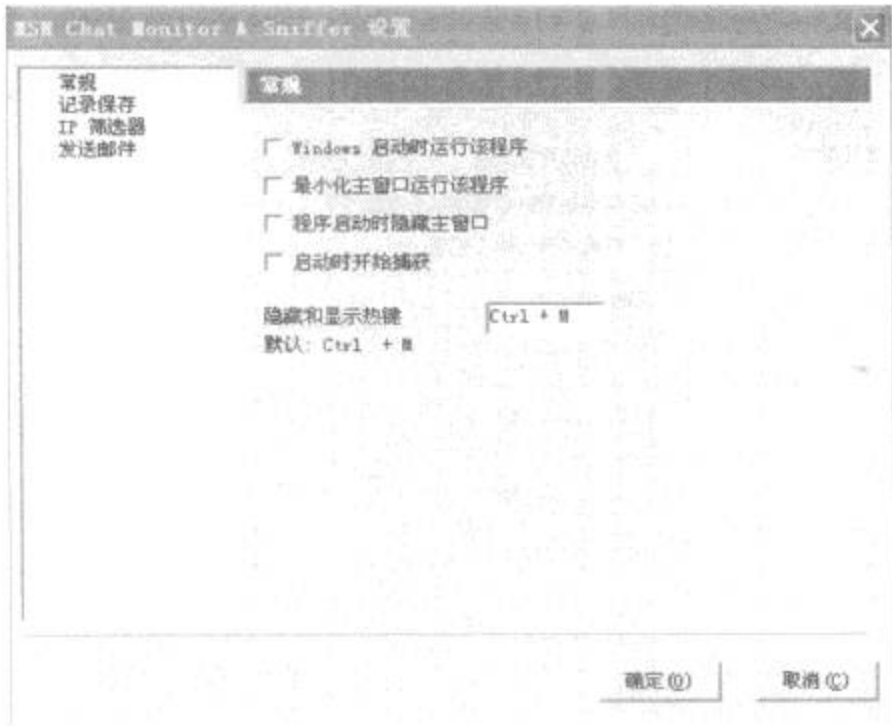 MSN Chat Monitor & Sniffer 设置
常规
记录保存
IP 筛选器
发送邮件
常规
Windows 启动时运行该程序
最小化主窗口运行该程序
程序启动时隐藏主窗口
启动时开始捕获
隐藏和显示热键
Ctrl + M
默认: Ctrl + M
确定(O)
取消(C)